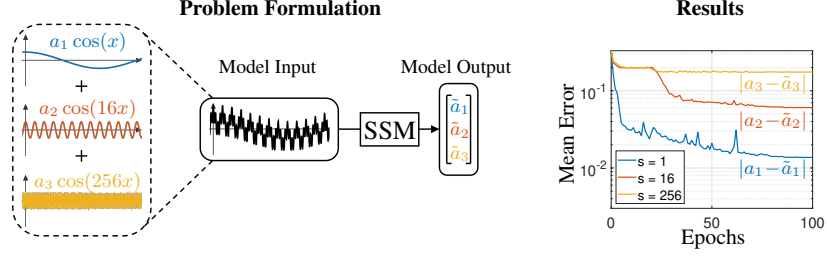 Problem Formulation
a₁ cos(x)
+
a₂ cos(16x)
+
a₃ cos(256x)
Model Input
SSM
Model Output
ã₁
ã₂
ã₃
Results
Mean Error
10⁻¹
10⁻²
|a₃−ã₃|
|a₂−ã₂|
|a₁−ã₁|
s = 1
s = 16
s = 256
0
50
100
Epochs